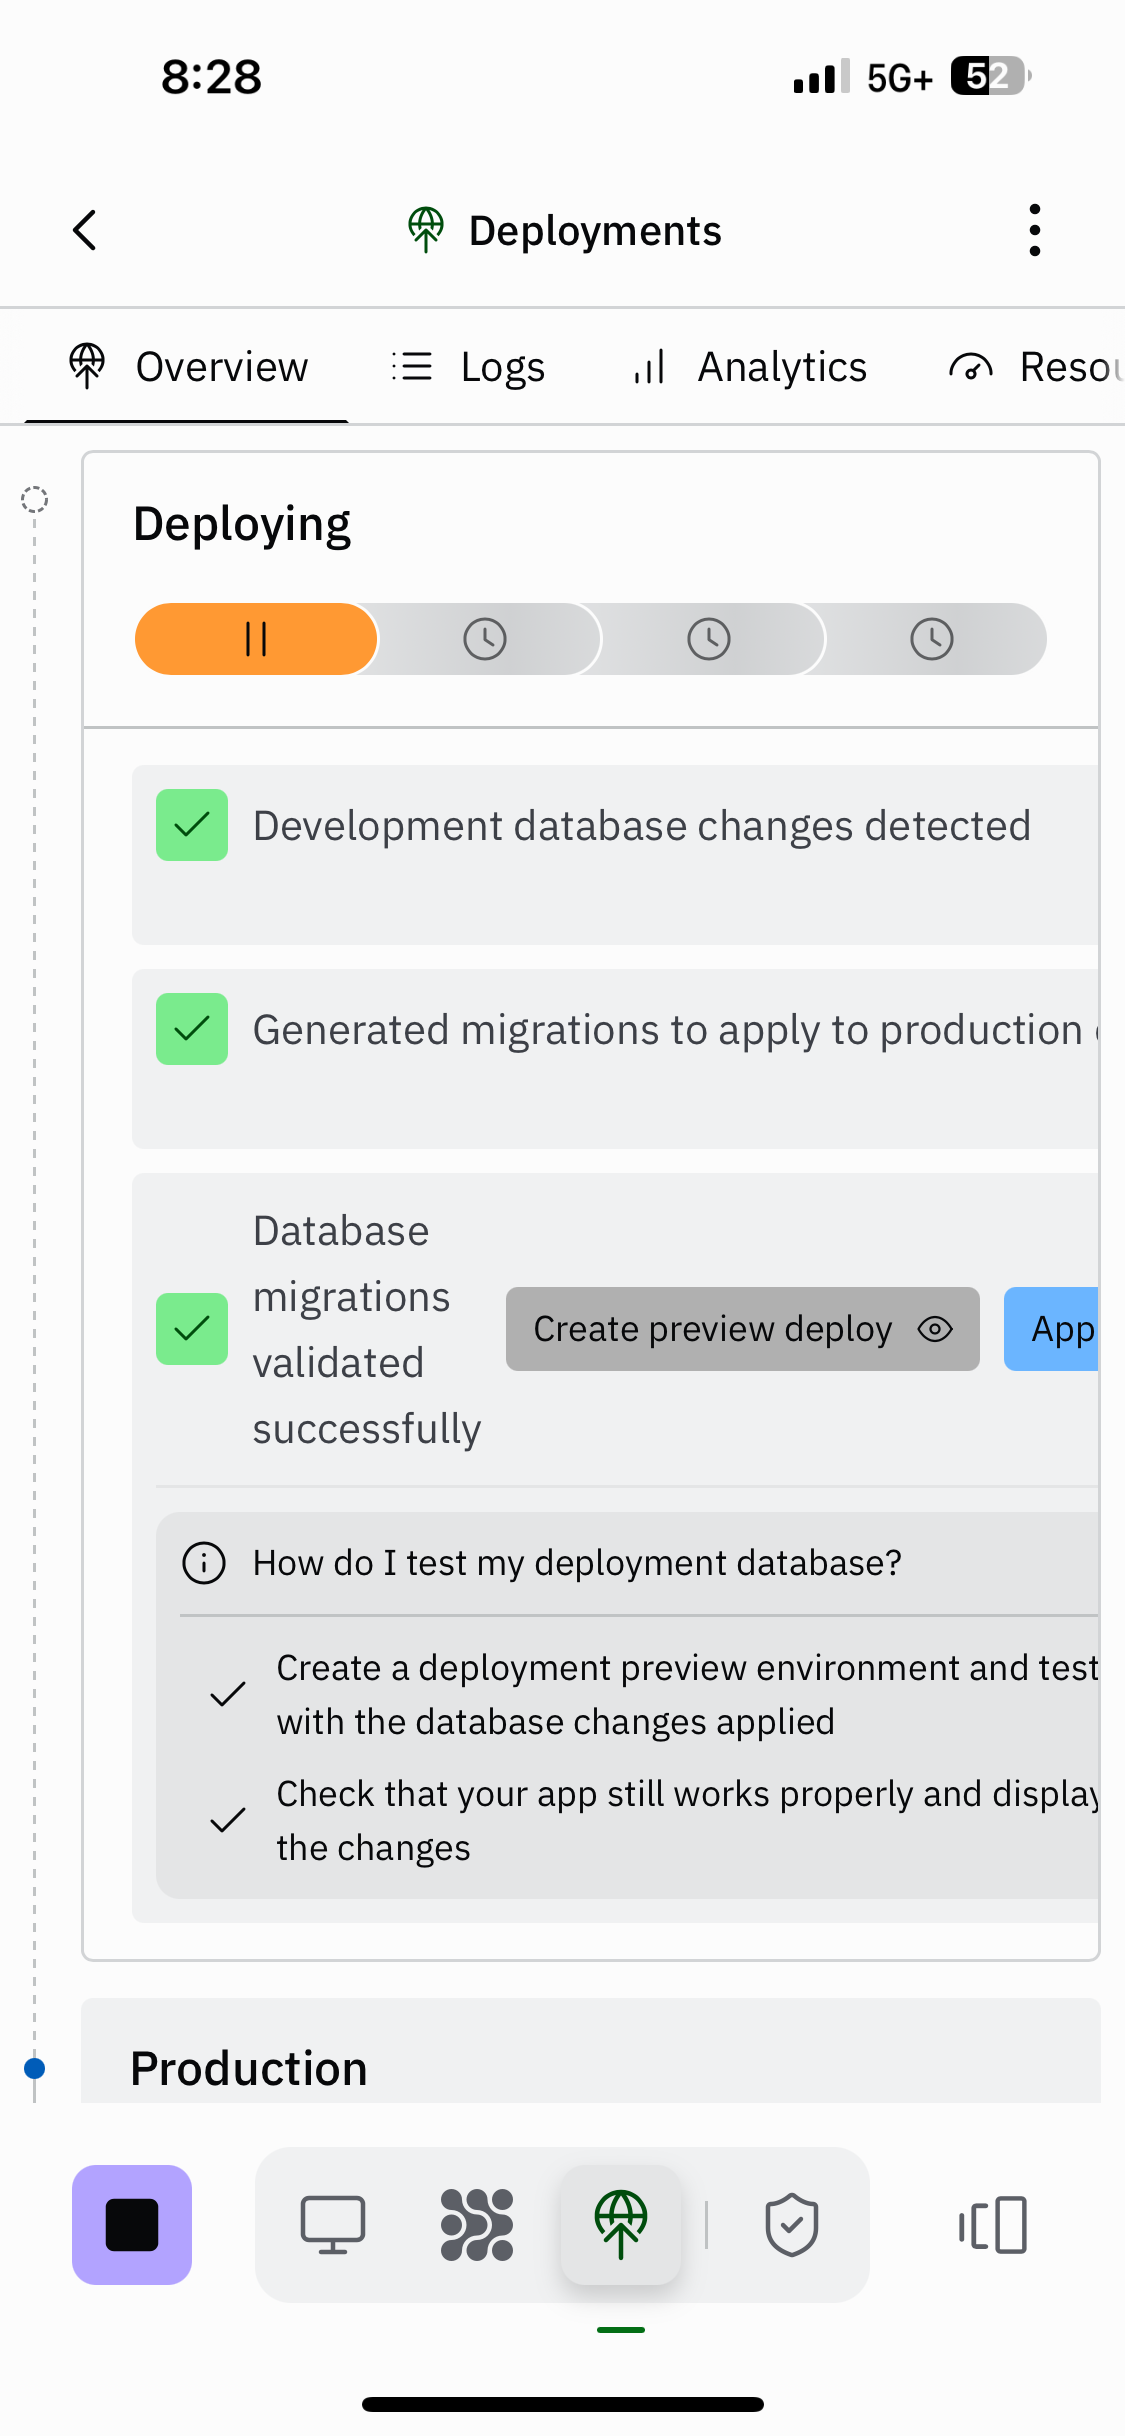 8:28
5G+
52
Deployments
Overview
Logs
Analytics
Resou
Deploying
Development database changes detected
Generated migrations to apply to production
Database
migrations
validated
successfully
Create preview deploy
App
How do I test my deployment database?
Create a deployment preview environment and test
with the database changes applied
Check that your app still works properly and display
the changes
Production